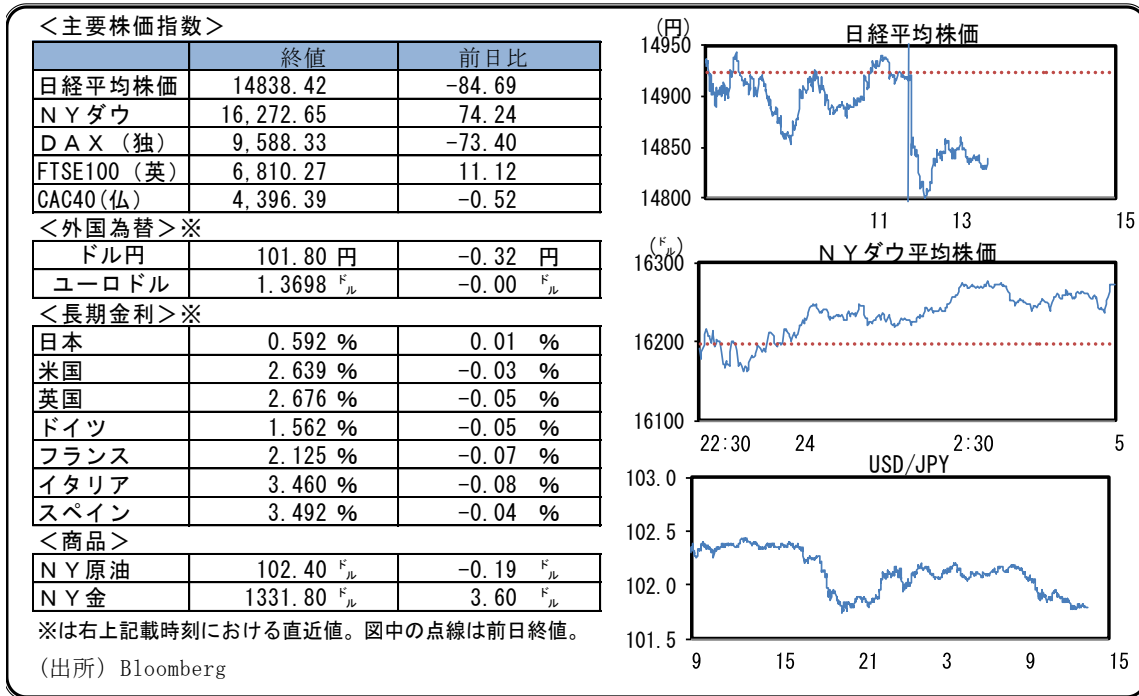 ＜主要株価指数＞
終値 前日比
日経平均株価 14838.42 -84.69
ＮＹダウ 16,272.65 74.24
ＤＡＸ（独） 9,588.33 -73.40
FTSE100（英） 6,810.27 11.12
CAC40(仏) 4,396.39 -0.52
＜外国為替＞※
ドル円 101.80 円 -0.32 円
ユーロドル 1.3698 ㌦ -0.00 ㌦
＜長期金利＞※
日本 0.592 % 0.01 %
米国 2.639 % -0.03 %
英国 2.676 % -0.05 %
ドイツ 1.562 % -0.05 %
フランス 2.125 % -0.07 %
イタリア 3.460 % -0.08 %
スペイン 3.492 % -0.04 %
＜商品＞
ＮＹ原油 102.40 ㌦ -0.19 ㌦
ＮＹ金 1331.80 ㌦ 3.60 ㌦
※は右上記載時刻における直近値。図中の点線は前日終値。
(出所) Bloomberg
(円) 日経平均株価
14950
14900
14850
14800
11 13 15
(㌦) ＮＹダウ平均株価
16300
16200
16100
22:30 24 2:30 5
USD/JPY
103.0
102.5
102.0
101.5
9 15 21 3 9 15